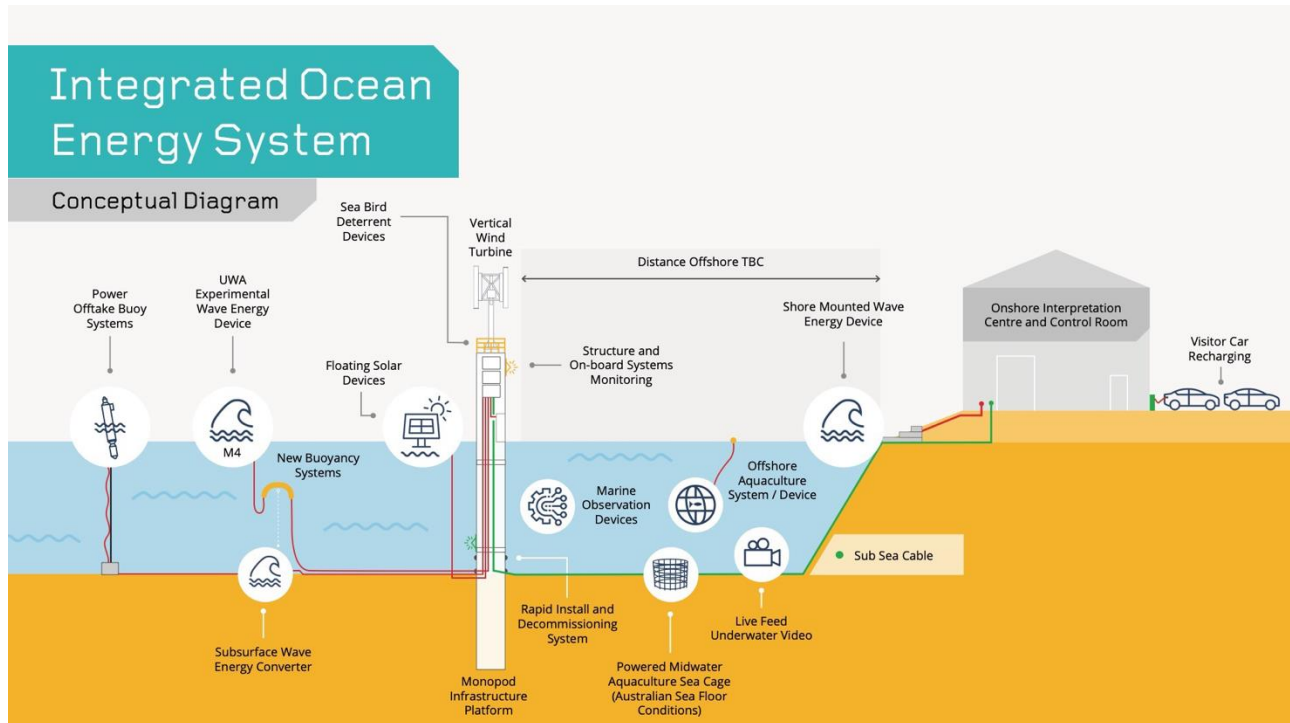 Integrated Ocean
Energy System
Conceptual Diagram
Sea Bird
Deterrent
Devices
Vertical
Wind
Turbine
Distance Offshore TBC
Power
Offtake Buoy
Systems
UWA
Experimental
Wave Energy
Device
M4
Floating Solar
Devices
Structure and
On-board Systems
Monitoring
Shore Mounted Wave
Energy Device
Onshore Interpretation
Centre and Control Room
Visitor Car
Recharging
New Buoyancy
Systems
Marine
Observation
Devices
Offshore
Aquaculture
System / Device
Sub Sea Cable
Subsurface Wave
Energy Converter
Monopod
Infrastructure
Platform
Rapid Install and
Decommissioning
System
Powered Midwater
Aquaculture Sea Cage
(Australian Sea Floor
Conditions)
Live Feed
Underwater Video